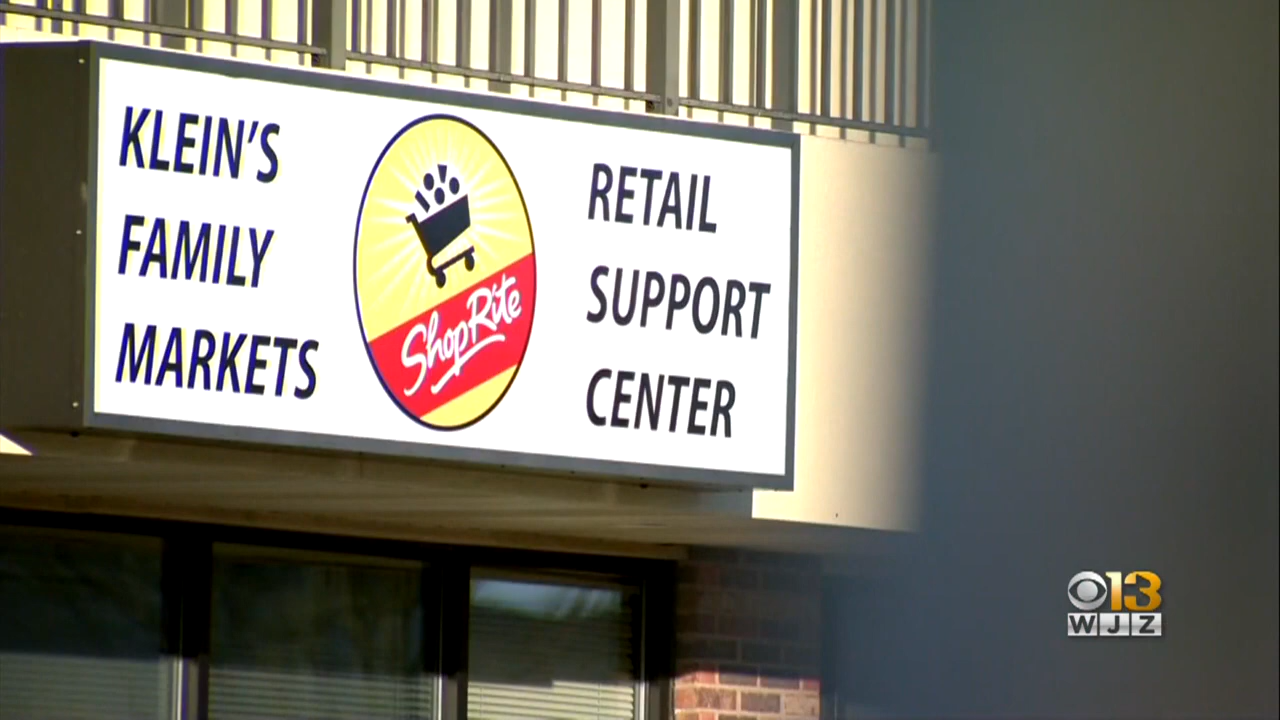 KLEIN'S
FAMILY
MARKETS
ShopRite
RETAIL
SUPPORT
CENTER
13
WJZ